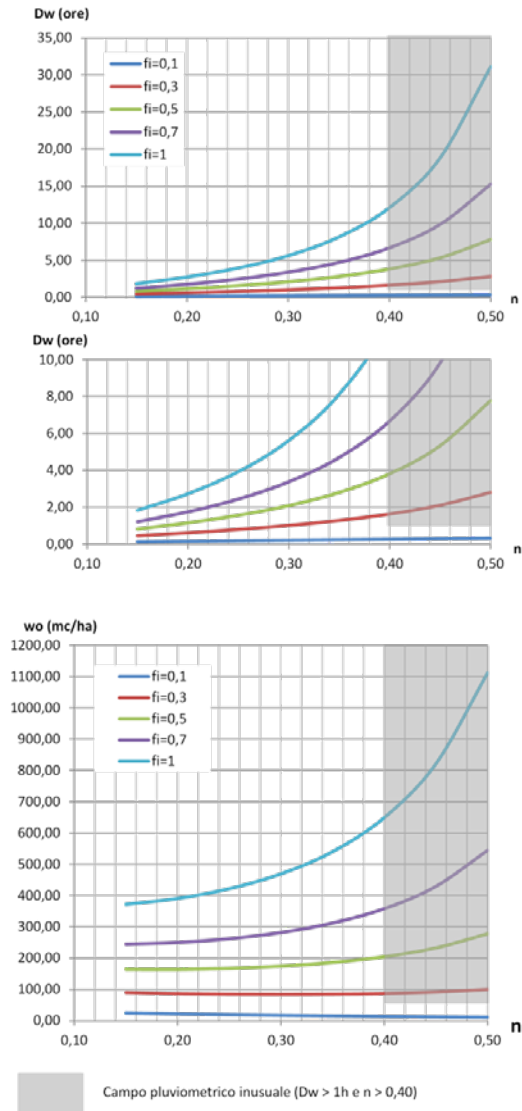 Dw (ore)
35,00
30,00
25,00
20,00
15,00
10,00
5,00
0,00
fi=0,1
fi=0,3
fi=0,5
fi=0,7
fi=1
0,10 0,20 0,30 0,40 0,50 n
Dw (ore)
10,00
8,00
6,00
4,00
2,00
0,00
0,10 0,20 0,30 0,40 0,50 n
wo (mc/ha)
1200,00
1100,00
1000,00
900,00
800,00
700,00
600,00
500,00
400,00
300,00
200,00
100,00
0,00
fi=0,1
fi=0,3
fi=0,5
fi=0,7
fi=1
0,10 0,20 0,30 0,40 0,50 n
Campo pluviometrico inusuale (Dw > 1h e n > 0,40)